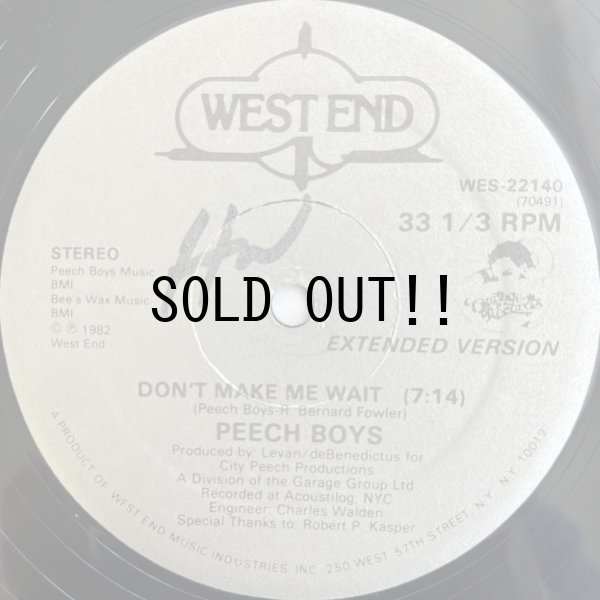 WEST END
WES-22140
(70491)
33 1/3 RPM
STEREO
Peech Boys Music
BMI
Bee's Wax Music
BMI
© ℗ 1982
West End
SOLD OUT!!
EXTENDED VERSION
DON'T MAKE ME WAIT (7:14)
(Peech Boys-R. Bernard Fowler)
PEECH BOYS
Produced by: Levan/deBenedictus for
City Peech Productions
A Division of the Garage Group Ltd
Recorded at Acoustilog, NYC
Engineer: Charles Walden
Special Thanks to: Robert P. Kasper
A PRODUCT OF WEST END MUSIC INDUSTRIES, INC. 250 WEST 57TH STREET, N.Y. N.Y. 10019